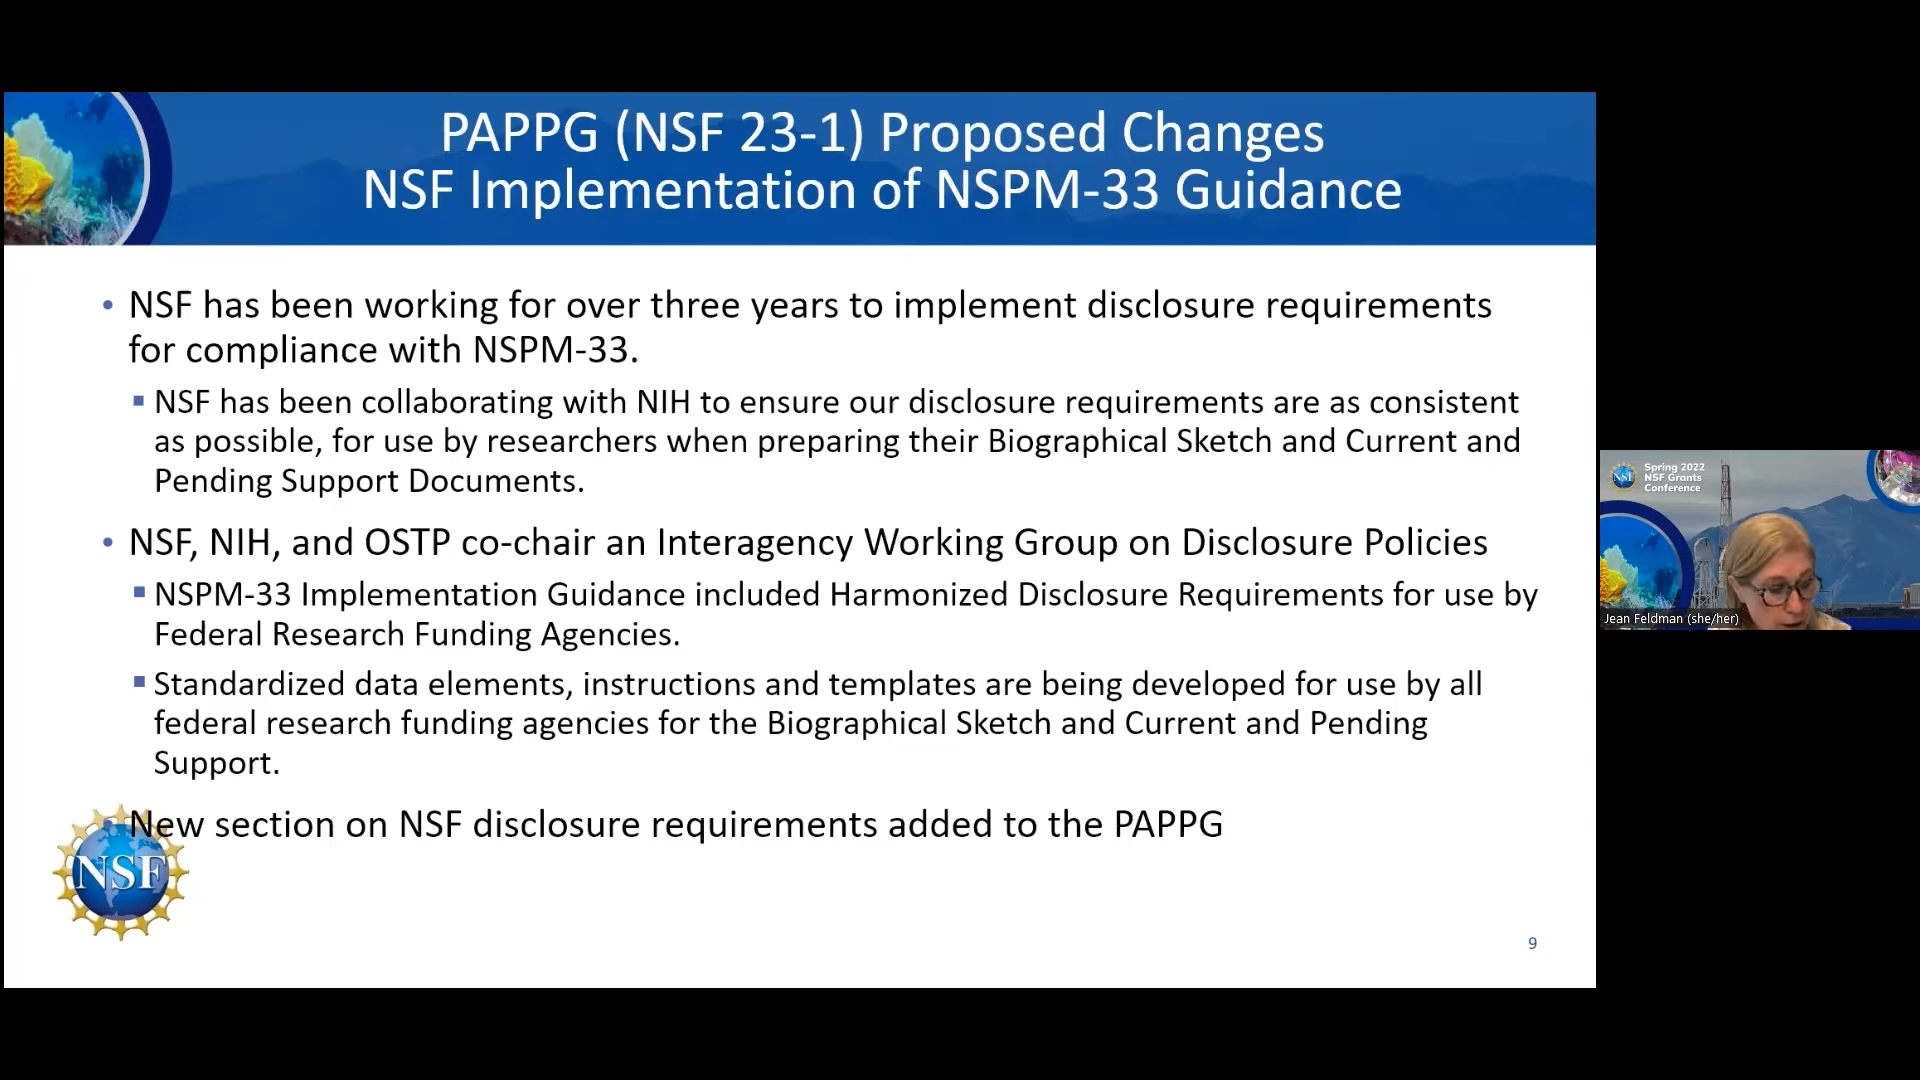 PAPPG (NSF 23-1) Proposed Changes
NSF Implementation of NSPM-33 Guidance
• NSF has been working for over three years to implement disclosure requirements
for compliance with NSPM-33.
▪ NSF has been collaborating with NIH to ensure our disclosure requirements are as consistent
as possible, for use by researchers when preparing their Biographical Sketch and Current and
Pending Support Documents.
• NSF, NIH, and OSTP co-chair an Interagency Working Group on Disclosure Policies
▪ NSPM-33 Implementation Guidance included Harmonized Disclosure Requirements for use by
Federal Research Funding Agencies.
▪ Standardized data elements, instructions and templates are being developed for use by all
federal research funding agencies for the Biographical Sketch and Current and Pending
Support.
• New section on NSF disclosure requirements added to the PAPPG
NSF
9
NSF
Spring 2022
NSF Grants
Conference
Jean Feldman (she/her)